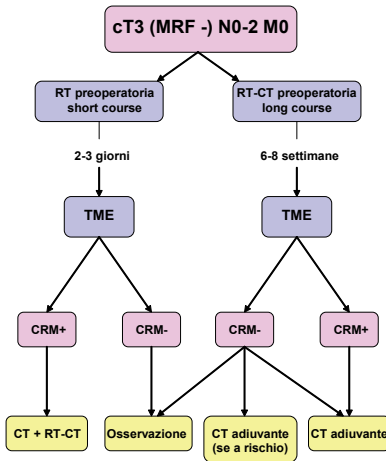 cT3 (MRF -) N0-2 M0
RT preoperatoria
short course
RT-CT preoperatoria
long course
2-3 giorni
6-8 settimane
TME
TME
CRM+
CRM-
CRM-
CRM+
CT + RT-CT
Osservazione
CT adiuvante
(se a rischio)
CT adiuvante